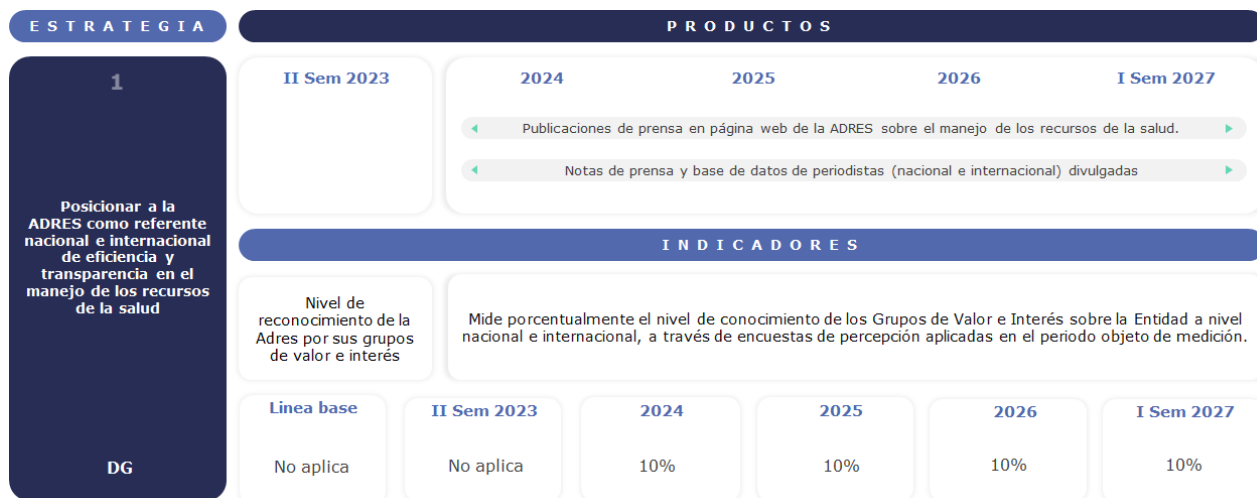 ESTRATEGIA
PRODUCTOS
1
II Sem 2023
2024
2025
2026
I Sem 2027
Publicaciones de prensa en página web de la ADRES sobre el manejo de los recursos de la salud.
Notas de prensa y base de datos de periodistas (nacional e internacional) divulgadas
Posicionar a la
ADRES como referente
nacional e internacional
de eficiencia y
transparencia en el
manejo de los recursos
de la salud
DG
INDICADORES
Nivel de
reconocimiento de la
Adres por sus grupos
de valor e interés
Mide porcentualmente el nivel de conocimiento de los Grupos de Valor e Interés sobre la Entidad a nivel
nacional e internacional, a través de encuestas de percepción aplicadas en el periodo objeto de medición.
Linea base
II Sem 2023
2024
2025
2026
I Sem 2027
No aplica
No aplica
10%
10%
10%
10%